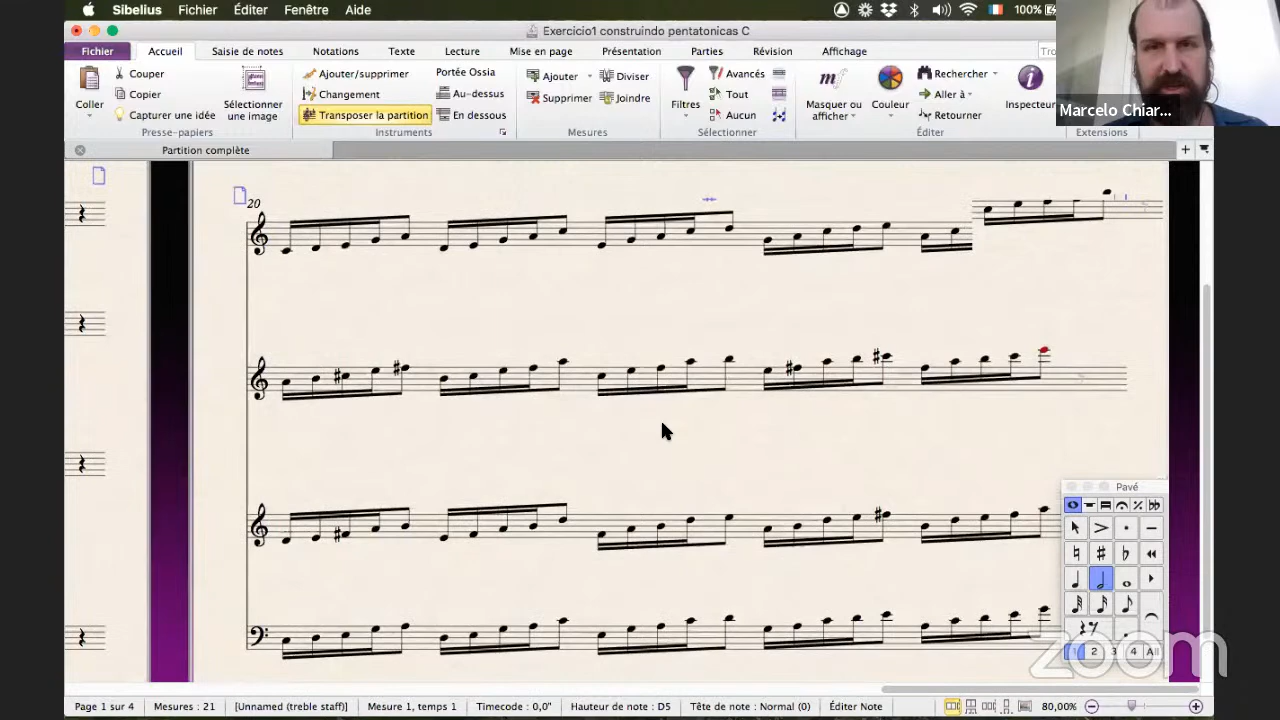 Sibelius Fichier Éditer Fenêtre Aide 100%
Exercicio1 construindo pentatonicas C
Fichier Accueil Saisie de notes Notations Texte Lecture Mise en page Présentation Parties Révision Affichage Tro
Coller
Couper
Copier
Capturer une idée
Sélectionner
une image
Presse-papiers
Ajouter/supprimer
Changement
Transposer la partition
Portée Ossia
Au-dessus
En dessous
Instruments
Ajouter
Supprimer
Diviser
Joindre
Mesures
Filtres
Avancés
Tout
Aucun
Sélectionner
Masquer ou
afficher
Couleur
Rechercher
Aller à
Retourner
Éditer
Inspecteur
Extensions
Marcelo Chiar...
Partition complète
20
Pavé
1 2 3 4 All
zoom
Page 1 sur 4 Mesures : 21 [Unnamed (treble staff)] Mesure 1, temps 1 Timecode : 0,0" Hauteur de note : D5 Tête de note : Normal (0) Éditer Note 80,00%